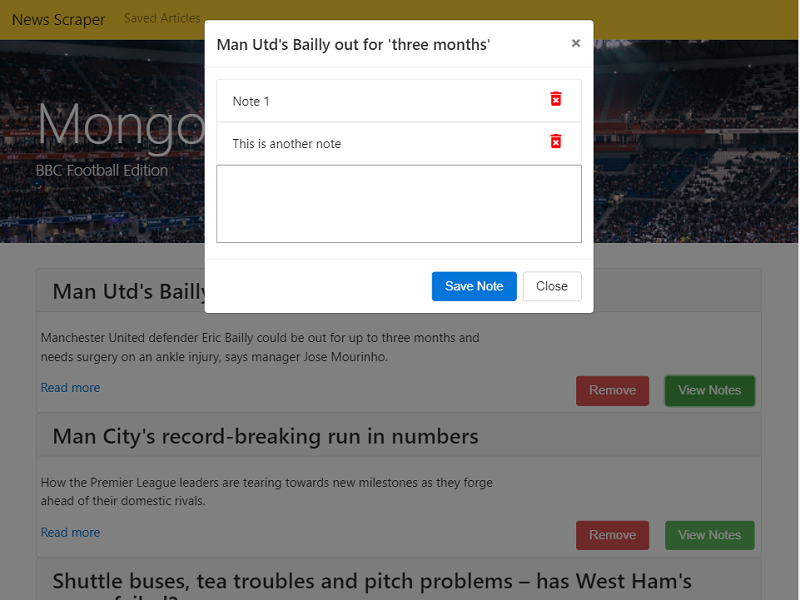 News Scraper Saved Articles
Man Utd's Bailly out for 'three months' ×
Note 1
This is another note
Mongo
BBC Football Edition
Save Note Close
Man Utd's Bailly
Manchester United defender Eric Bailly could be out for up to three months and
needs surgery on an ankle injury, says manager Jose Mourinho.
Read more
Remove View Notes
Man City's record-breaking run in numbers
How the Premier League leaders are tearing towards new milestones as they forge
ahead of their domestic rivals.
Read more
Remove View Notes
Shuttle buses, tea troubles and pitch problems – has West Ham's